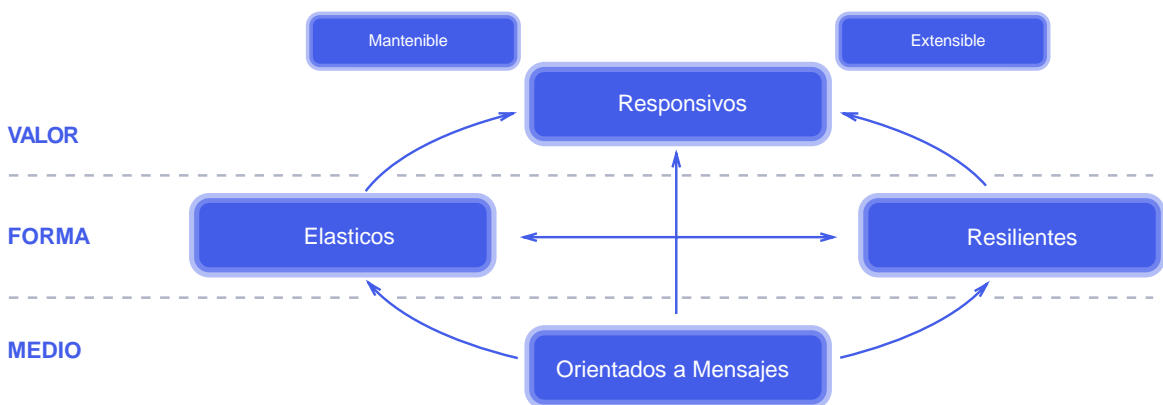 Mantenible
Extensible
Responsivos
VALOR
FORMA
Elasticos
Resilientes
MEDIO
Orientados a Mensajes